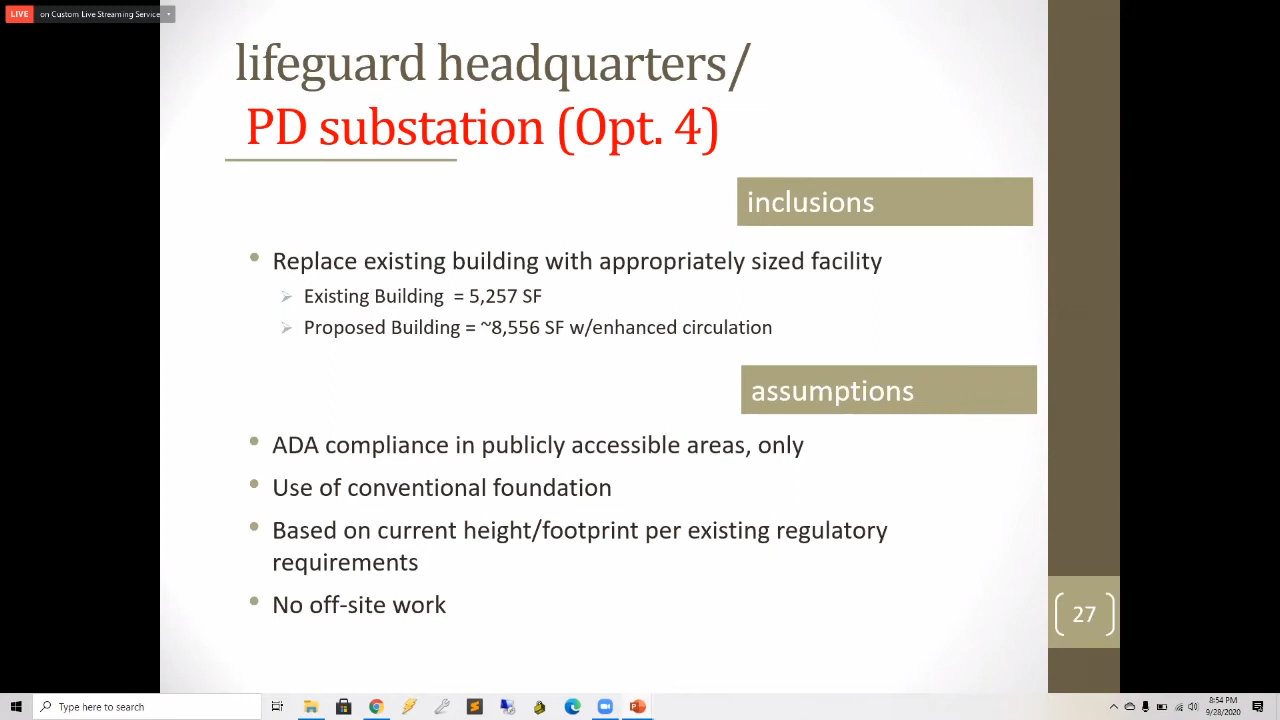 LIVE on Custom Live Streaming Service
lifeguard headquarters/
PD substation (Opt. 4)
inclusions
Replace existing building with appropriately sized facility
Existing Building = 5,257 SF
Proposed Building = ~8,556 SF w/enhanced circulation
assumptions
ADA compliance in publicly accessible areas, only
Use of conventional foundation
Based on current height/footprint per existing regulatory
requirements
No off-site work
27
Type here to search
8:54 PM
9/28/2020